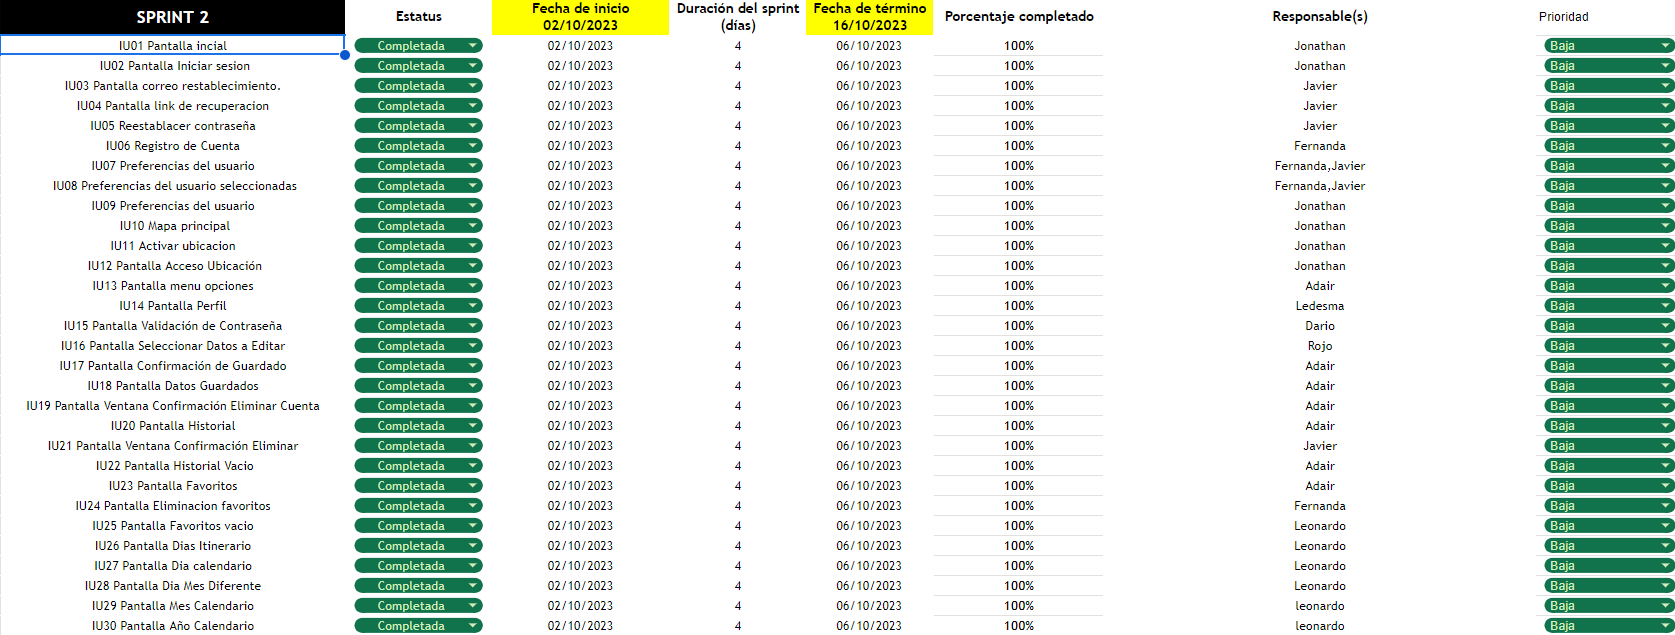 SPRINT 2 Estatus Fecha de inicio 02/10/2023 Duración del sprint (días) Fecha de término 16/10/2023 Porcentaje completado Responsable(s) Prioridad
IU01 Pantalla incial Completada 02/10/2023 4 06/10/2023 100% Jonathan Baja
IU02 Pantalla Iniciar sesion Completada 02/10/2023 4 06/10/2023 100% Jonathan Baja
IU03 Pantalla correo restablecimiento. Completada 02/10/2023 4 06/10/2023 100% Javier Baja
IU04 Pantalla link de recuperacion Completada 02/10/2023 4 06/10/2023 100% Javier Baja
IU05 Reestablacer contraseña Completada 02/10/2023 4 06/10/2023 100% Javier Baja
IU06 Registro de Cuenta Completada 02/10/2023 4 06/10/2023 100% Fernanda Baja
IU07 Preferencias del usuario Completada 02/10/2023 4 06/10/2023 100% Fernanda,Javier Baja
IU08 Preferencias del usuario seleccionadas Completada 02/10/2023 4 06/10/2023 100% Fernanda,Javier Baja
IU09 Preferencias del usuario Completada 02/10/2023 4 06/10/2023 100% Jonathan Baja
IU10 Mapa principal Completada 02/10/2023 4 06/10/2023 100% Jonathan Baja
IU11 Activar ubicacion Completada 02/10/2023 4 06/10/2023 100% Jonathan Baja
IU12 Pantalla Acceso Ubicación Completada 02/10/2023 4 06/10/2023 100% Jonathan Baja
IU13 Pantalla menu opciones Completada 02/10/2023 4 06/10/2023 100% Adair Baja
IU14 Pantalla Perfil Completada 02/10/2023 4 06/10/2023 100% Ledesma Baja
IU15 Pantalla Validación de Contraseña Completada 02/10/2023 4 06/10/2023 100% Dario Baja
IU16 Pantalla Seleccionar Datos a Editar Completada 02/10/2023 4 06/10/2023 100% Rojo Baja
IU17 Pantalla Confirmación de Guardado Completada 02/10/2023 4 06/10/2023 100% Adair Baja
IU18 Pantalla Datos Guardados Completada 02/10/2023 4 06/10/2023 100% Adair Baja
IU19 Pantalla Ventana Confirmación Eliminar Cuenta Completada 02/10/2023 4 06/10/2023 100% Adair Baja
IU20 Pantalla Historial Completada 02/10/2023 4 06/10/2023 100% Adair Baja
IU21 Pantalla Ventana Confirmación Eliminar Completada 02/10/2023 4 06/10/2023 100% Javier Baja
IU22 Pantalla Historial Vacio Completada 02/10/2023 4 06/10/2023 100% Adair Baja
IU23 Pantalla Favoritos Completada 02/10/2023 4 06/10/2023 100% Adair Baja
IU24 Pantalla Eliminacion favoritos Completada 02/10/2023 4 06/10/2023 100% Fernanda Baja
IU25 Pantalla Favoritos vacio Completada 02/10/2023 4 06/10/2023 100% Leonardo Baja
IU26 Pantalla Dias Itinerario Completada 02/10/2023 4 06/10/2023 100% Leonardo Baja
IU27 Pantalla Dia calendario Completada 02/10/2023 4 06/10/2023 100% Leonardo Baja
IU28 Pantalla Dia Mes Diferente Completada 02/10/2023 4 06/10/2023 100% Leonardo Baja
IU29 Pantalla Mes Calendario Completada 02/10/2023 4 06/10/2023 100% leonardo Baja
IU30 Pantalla Año Calendario Completada 02/10/2023 4 06/10/2023 100% leonardo Baja